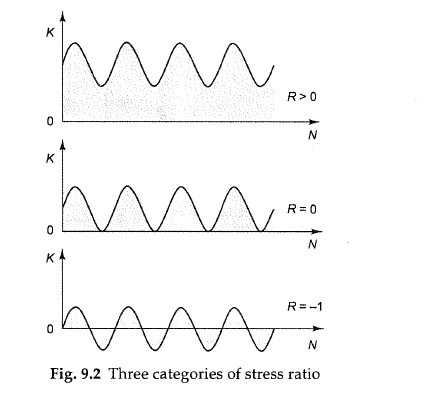 K
R > 0
0
N
K
R = 0
0
N
K
R = –1
0
N
Fig. 9.2 Three categories of stress ratio